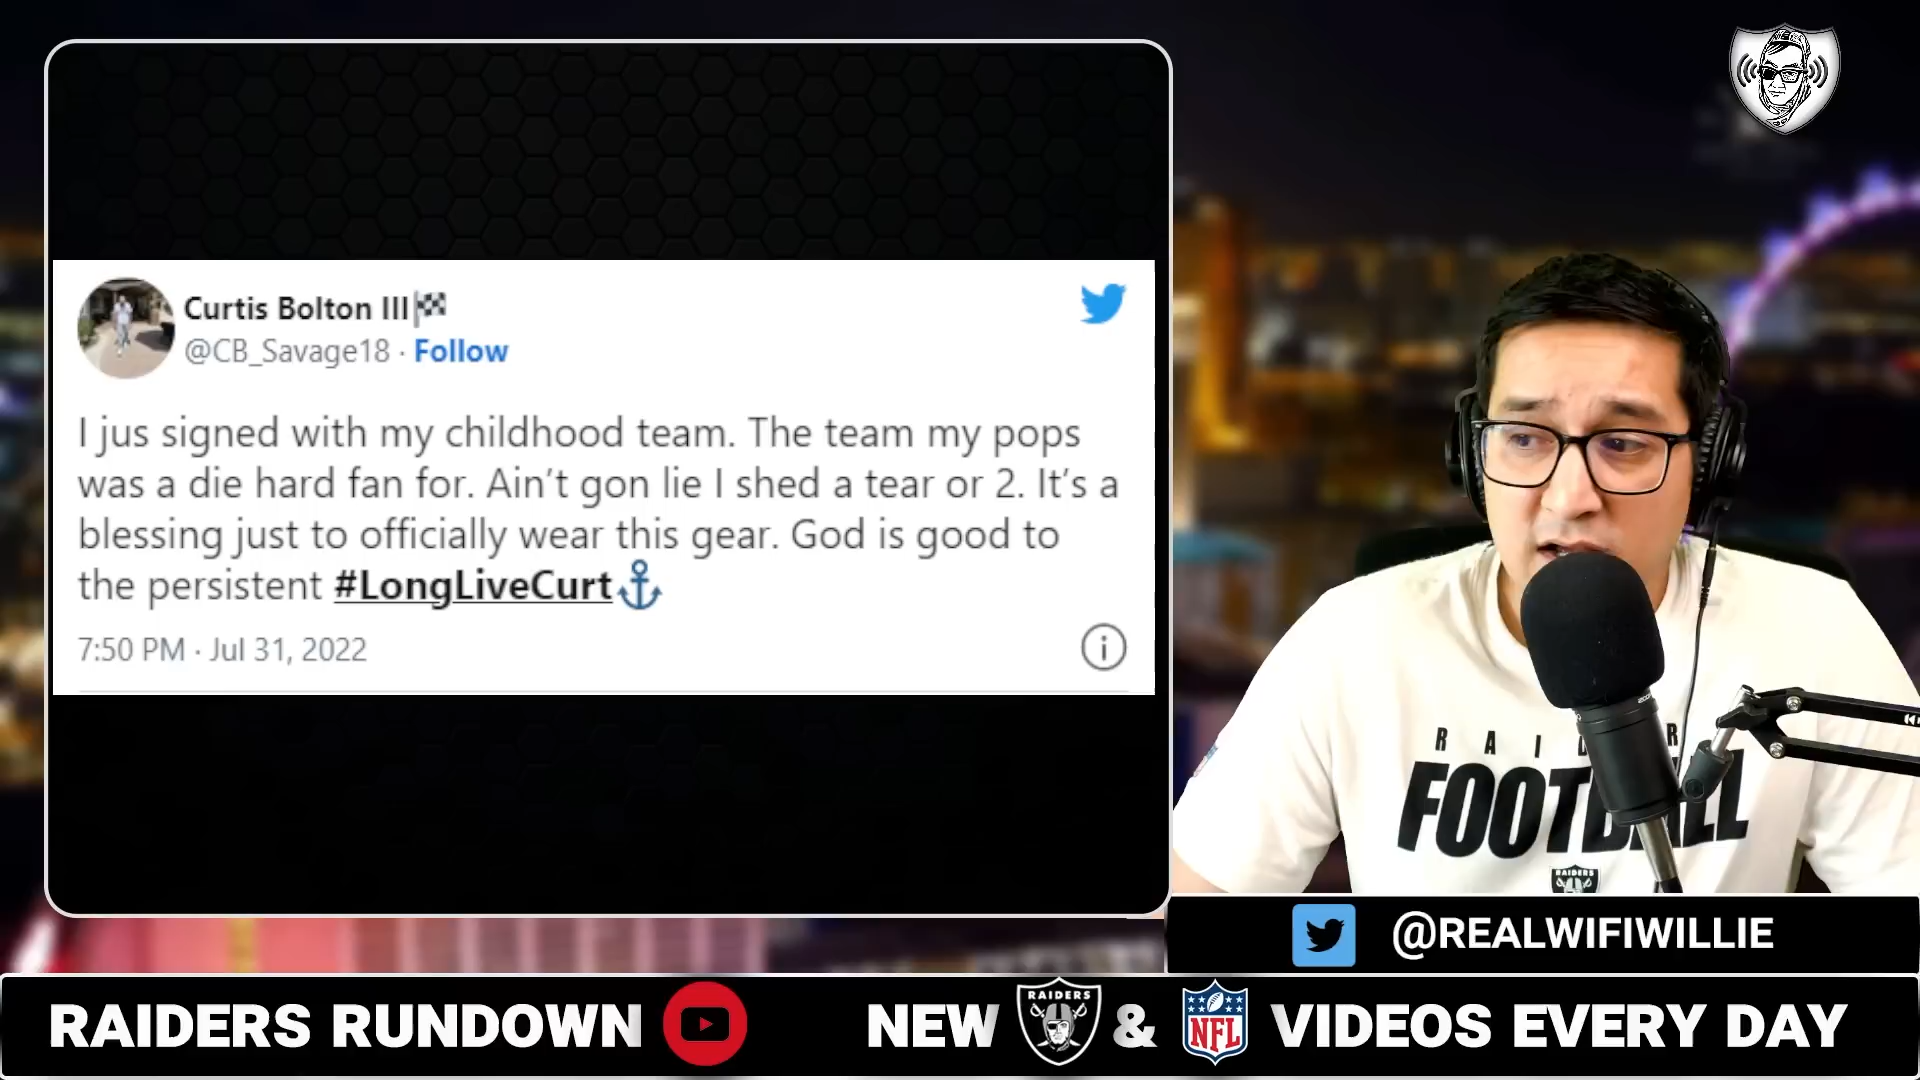 Curtis Bolton III
@CB_Savage18 · Follow
I jus signed with my childhood team. The team my pops
was a die hard fan for. Ain't gon lie I shed a tear or 2. It's a
blessing just to officially wear this gear. God is good to
the persistent #LongLiveCurt
7:50 PM · Jul 31, 2022
FOOTBALL
RAIDERS
@REALWIFIWILLIE
RAIDERS RUNDOWN
NEW
RAIDERS
&
NFL
VIDEOS EVERY DAY